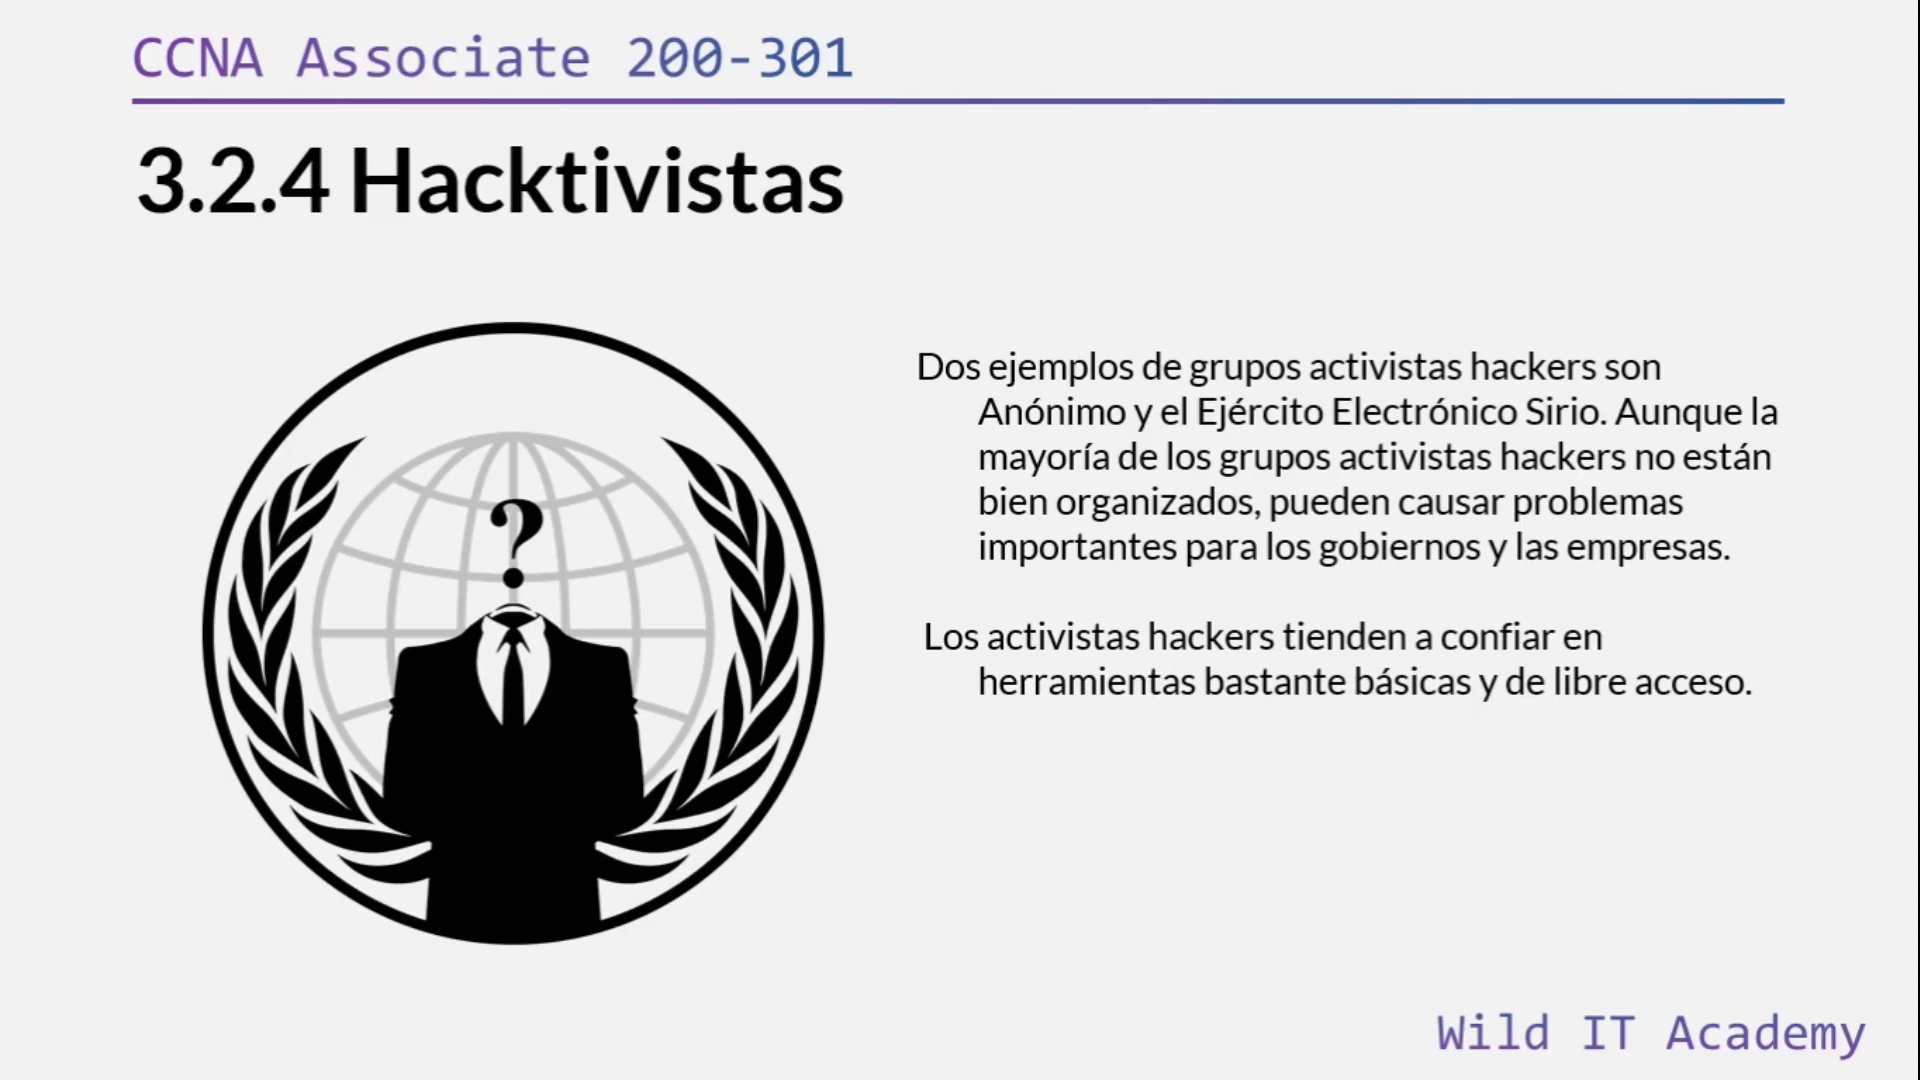 CCNA Associate 200-301
3.2.4 Hacktivistas
?
Dos ejemplos de grupos activistas hackers son
Anónimo y el Ejército Electrónico Sirio. Aunque la
mayoría de los grupos activistas hackers no están
bien organizados, pueden causar problemas
importantes para los gobiernos y las empresas.
Los activistas hackers tienden a confiar en
herramientas bastante básicas y de libre acceso.
Wild IT Academy